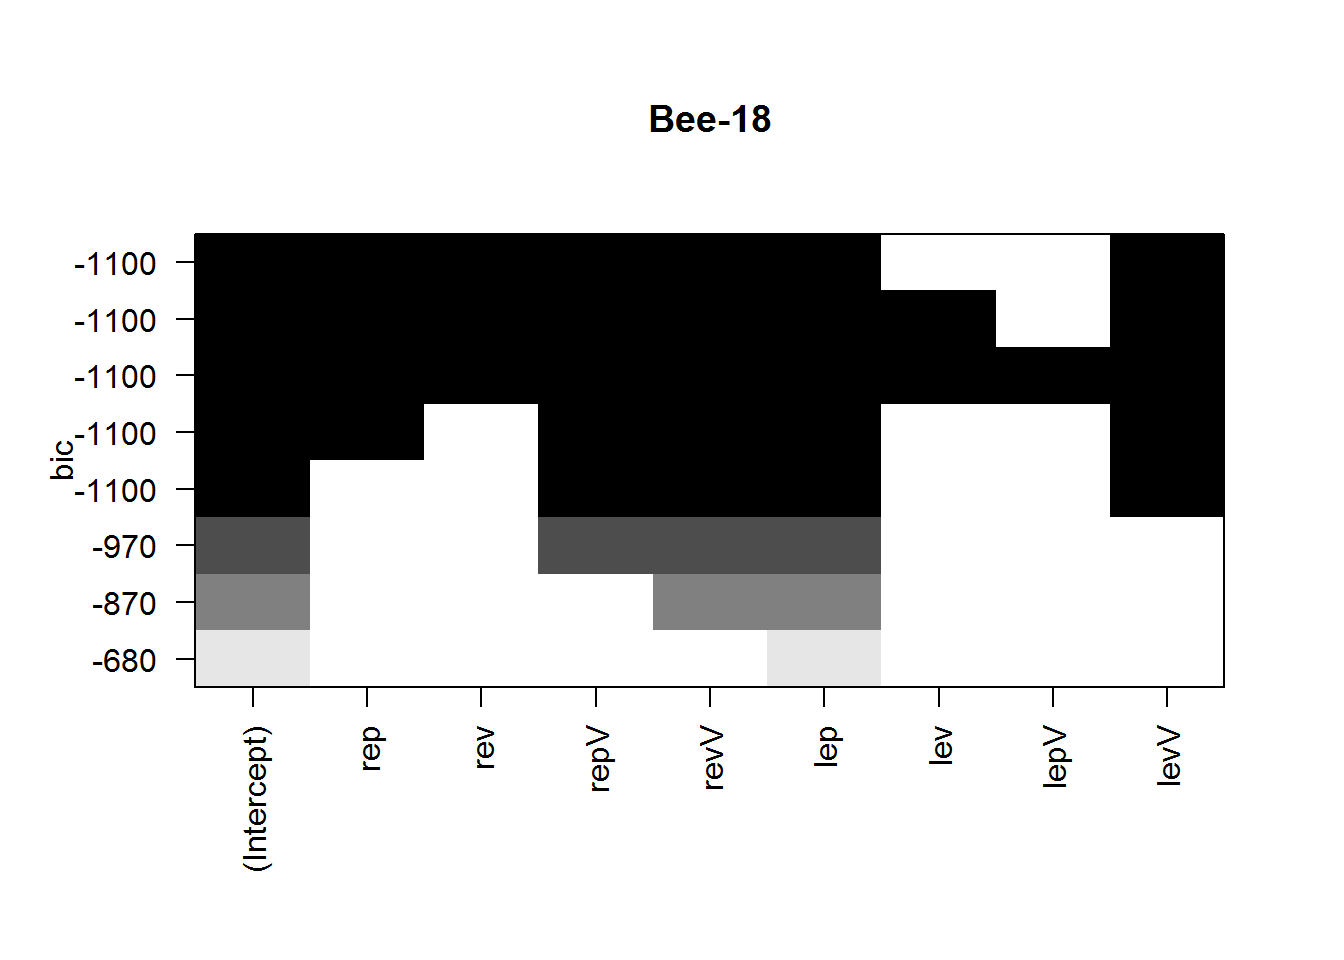 Bee-18
bic
-1100
-1100
-1100
-1100
-1100
-970
-870
-680
(Intercept)
rep
rev
repV
revV
lep
lev
lepV
levV